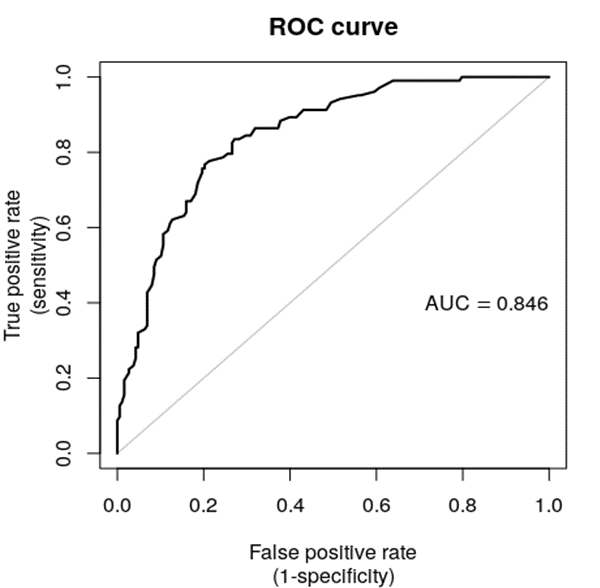 ROC curve
True positive rate
(sensitivity)
1.0
0.8
0.6
0.4
0.2
0.0
AUC = 0.846
0.0 0.2 0.4 0.6 0.8 1.0
False positive rate
(1-specificity)